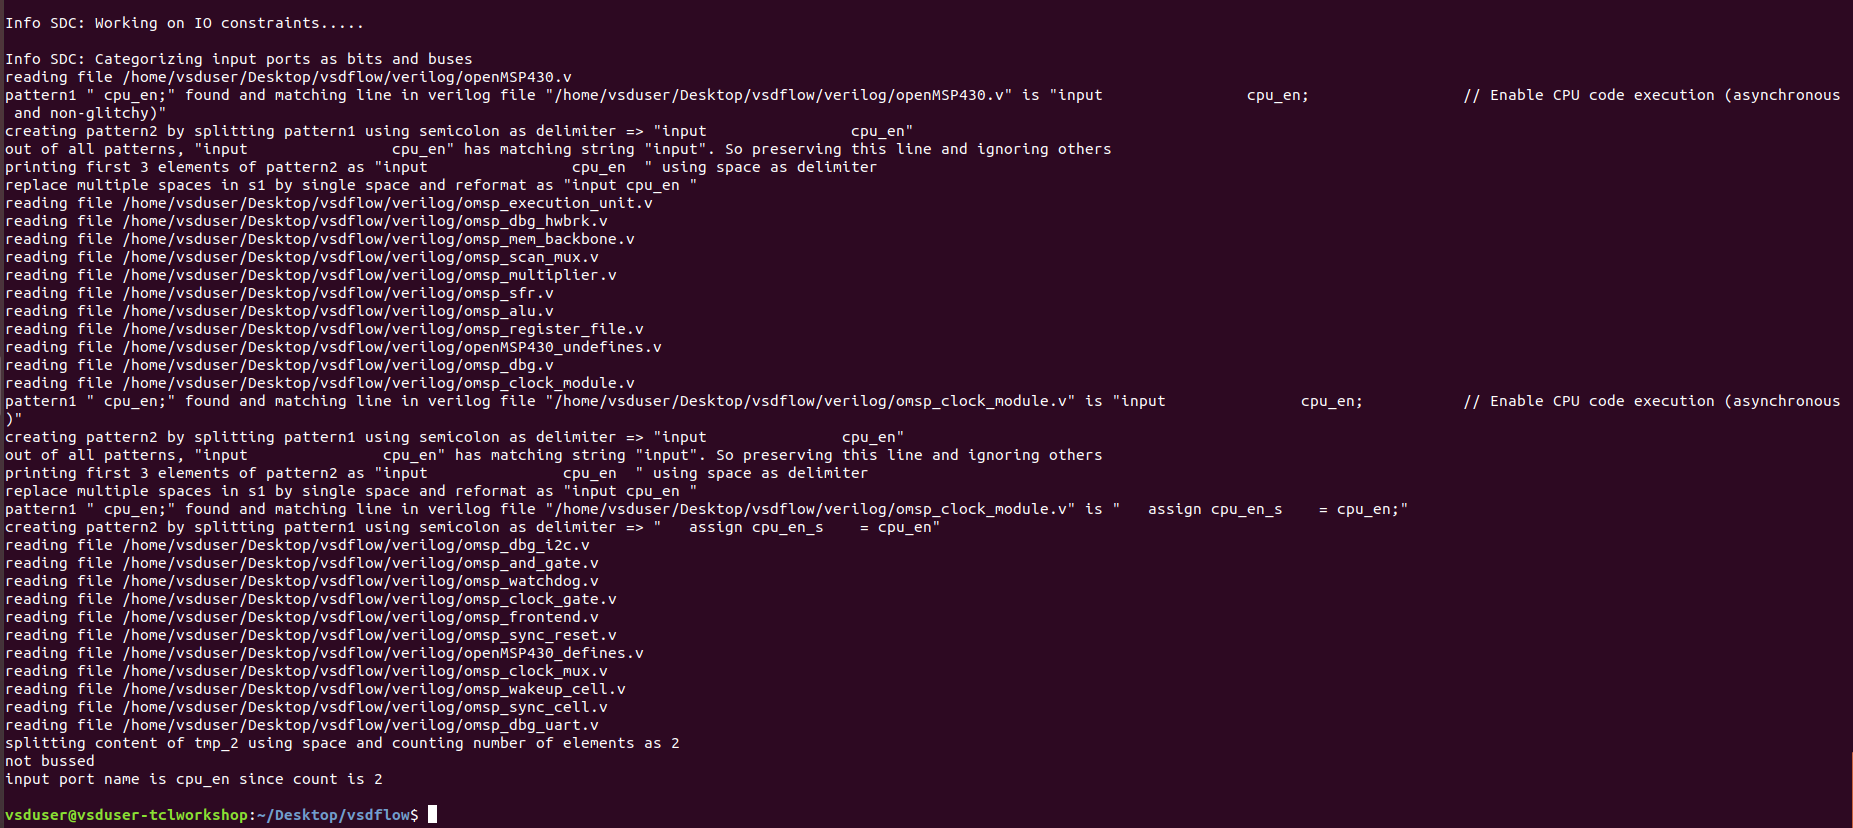 Info SDC: Working on IO constraints.....
Info SDC: Categorizing input ports as bits and buses
reading file /home/vsduser/Desktop/vsdflow/verilog/openMSP430.v
pattern1 " cpu_en;" found and matching line in verilog file "/home/vsduser/Desktop/vsdflow/verilog/openMSP430.v" is "input                cpu_en;                 // Enable CPU code execution (asynchronous
 and non-glitchy)"
creating pattern2 by splitting pattern1 using semicolon as delimiter => "input                cpu_en"
out of all patterns, "input                cpu_en" has matching string "input". So preserving this line and ignoring others
printing first 3 elements of pattern2 as "input                cpu_en  " using space as delimiter
replace multiple spaces in s1 by single space and reformat as "input cpu_en "
reading file /home/vsduser/Desktop/vsdflow/verilog/omsp_execution_unit.v
reading file /home/vsduser/Desktop/vsdflow/verilog/omsp_dbg_hwbrk.v
reading file /home/vsduser/Desktop/vsdflow/verilog/omsp_mem_backbone.v
reading file /home/vsduser/Desktop/vsdflow/verilog/omsp_scan_mux.v
reading file /home/vsduser/Desktop/vsdflow/verilog/omsp_multiplier.v
reading file /home/vsduser/Desktop/vsdflow/verilog/omsp_sfr.v
reading file /home/vsduser/Desktop/vsdflow/verilog/omsp_alu.v
reading file /home/vsduser/Desktop/vsdflow/verilog/omsp_register_file.v
reading file /home/vsduser/Desktop/vsdflow/verilog/openMSP430_undefines.v
reading file /home/vsduser/Desktop/vsdflow/verilog/omsp_dbg.v
reading file /home/vsduser/Desktop/vsdflow/verilog/omsp_clock_module.v
pattern1 " cpu_en;" found and matching line in verilog file "/home/vsduser/Desktop/vsdflow/verilog/omsp_clock_module.v" is "input               cpu_en;           // Enable CPU code execution (asynchronous
)"
creating pattern2 by splitting pattern1 using semicolon as delimiter => "input               cpu_en"
out of all patterns, "input               cpu_en" has matching string "input". So preserving this line and ignoring others
printing first 3 elements of pattern2 as "input               cpu_en  " using space as delimiter
replace multiple spaces in s1 by single space and reformat as "input cpu_en "
pattern1 " cpu_en;" found and matching line in verilog file "/home/vsduser/Desktop/vsdflow/verilog/omsp_clock_module.v" is "   assign cpu_en_s    = cpu_en;"
creating pattern2 by splitting pattern1 using semicolon as delimiter => "   assign cpu_en_s    = cpu_en"
reading file /home/vsduser/Desktop/vsdflow/verilog/omsp_dbg_i2c.v
reading file /home/vsduser/Desktop/vsdflow/verilog/omsp_and_gate.v
reading file /home/vsduser/Desktop/vsdflow/verilog/omsp_watchdog.v
reading file /home/vsduser/Desktop/vsdflow/verilog/omsp_clock_gate.v
reading file /home/vsduser/Desktop/vsdflow/verilog/omsp_frontend.v
reading file /home/vsduser/Desktop/vsdflow/verilog/omsp_sync_reset.v
reading file /home/vsduser/Desktop/vsdflow/verilog/openMSP430_defines.v
reading file /home/vsduser/Desktop/vsdflow/verilog/omsp_clock_mux.v
reading file /home/vsduser/Desktop/vsdflow/verilog/omsp_wakeup_cell.v
reading file /home/vsduser/Desktop/vsdflow/verilog/omsp_sync_cell.v
reading file /home/vsduser/Desktop/vsdflow/verilog/omsp_dbg_uart.v
splitting content of tmp_2 using space and counting number of elements as 2
not bussed
input port name is cpu_en since count is 2
vsduser@vsduser-tclworkshop:~/Desktop/vsdflow$